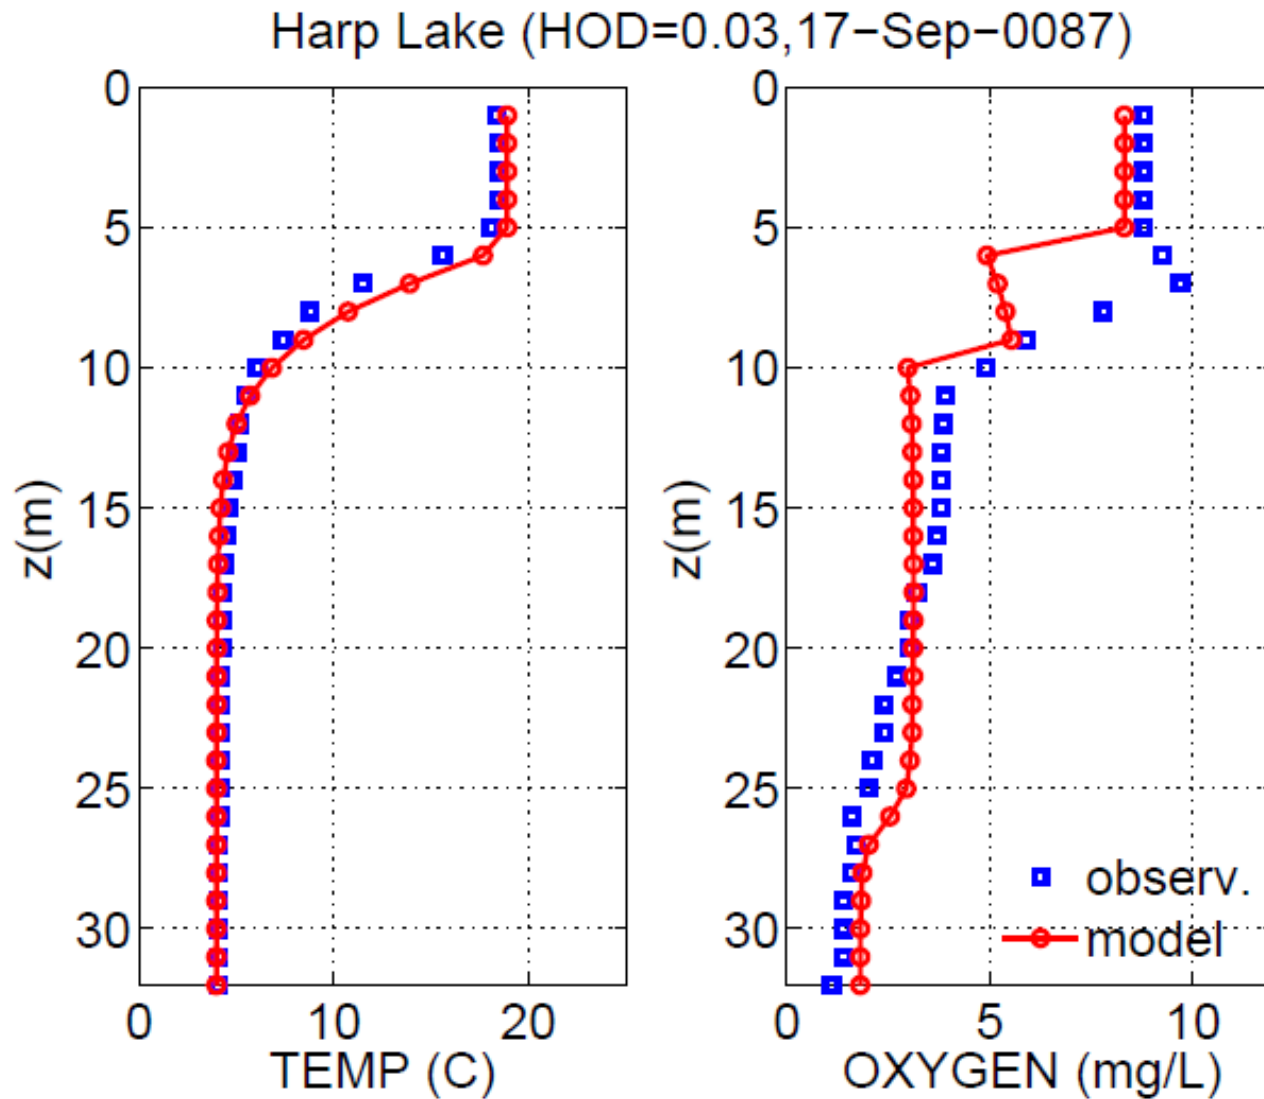 Harp Lake (HOD=0.03,17−Sep−0087)
0
5
10
15
20
25
30
z(m)
0 10 20
TEMP (C)
0
5
10
15
20
25
30
z(m)
observ.
model
0 5 10
OXYGEN (mg/L)